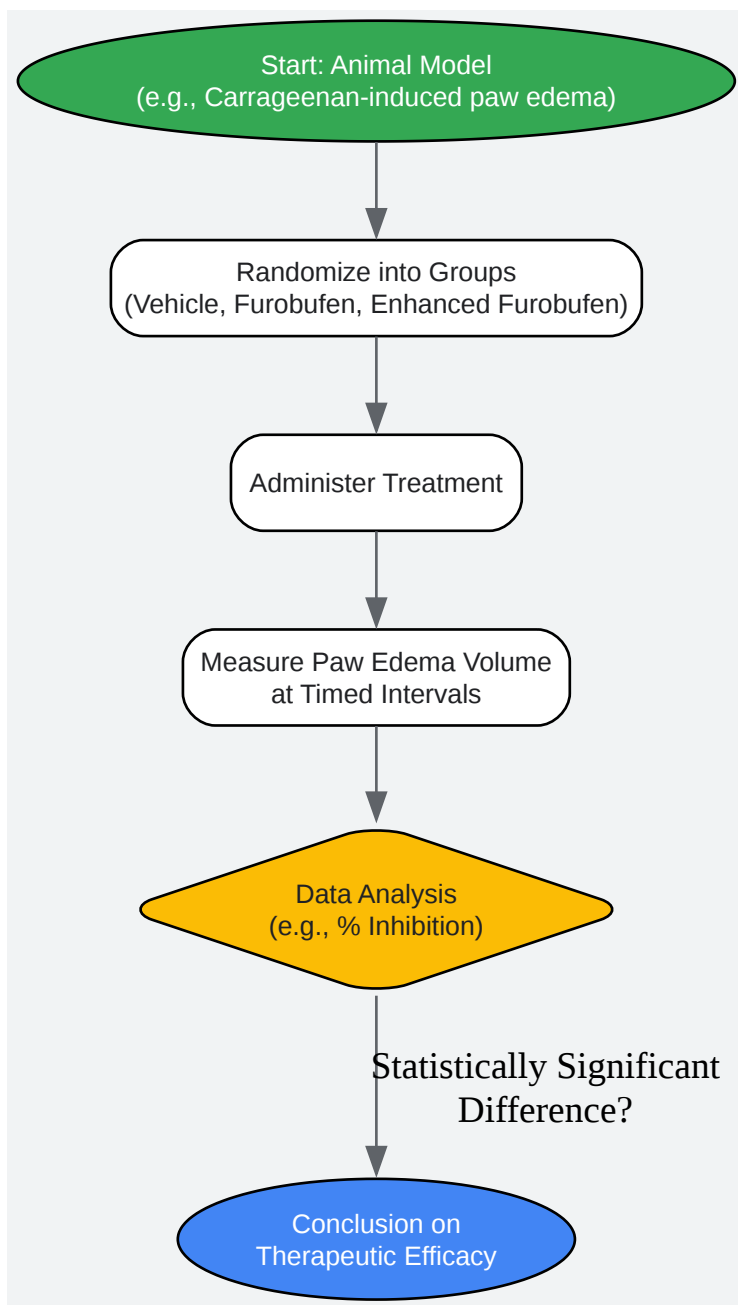 Start: Animal Model
(e.g., Carrageenan-induced paw edema)
Randomize into Groups
(Vehicle, Furobufen, Enhanced Furobufen)
Administer Treatment
Measure Paw Edema Volume
at Timed Intervals
Data Analysis
(e.g., % Inhibition)
Statistically Significant
Difference?
Conclusion on
Therapeutic Efficacy